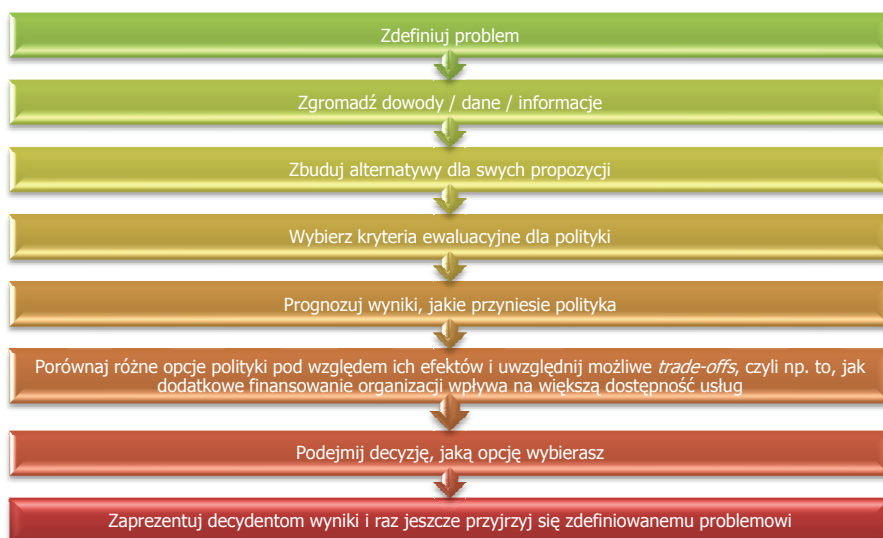 Zdefiniuj problem
Zgromadź dowody / dane / informacje
Zbuduj alternatywy dla swych propozycji
Wybierz kryteria ewaluacyjne dla polityki
Prognozuj wyniki, jakie przyniesie polityka
Porównaj różne opcje polityki pod względem ich efektów i uwzględnij możliwe trade-offs, czyli np. to, jak
dodatkowe finansowanie organizacji wpływa na większą dostępność usług
Podejmij decyzję, jaką opcję wybierasz
Zaprezentuj decydentom wyniki i raz jeszcze przyjrzyj się zdefiniowanemu problemowi